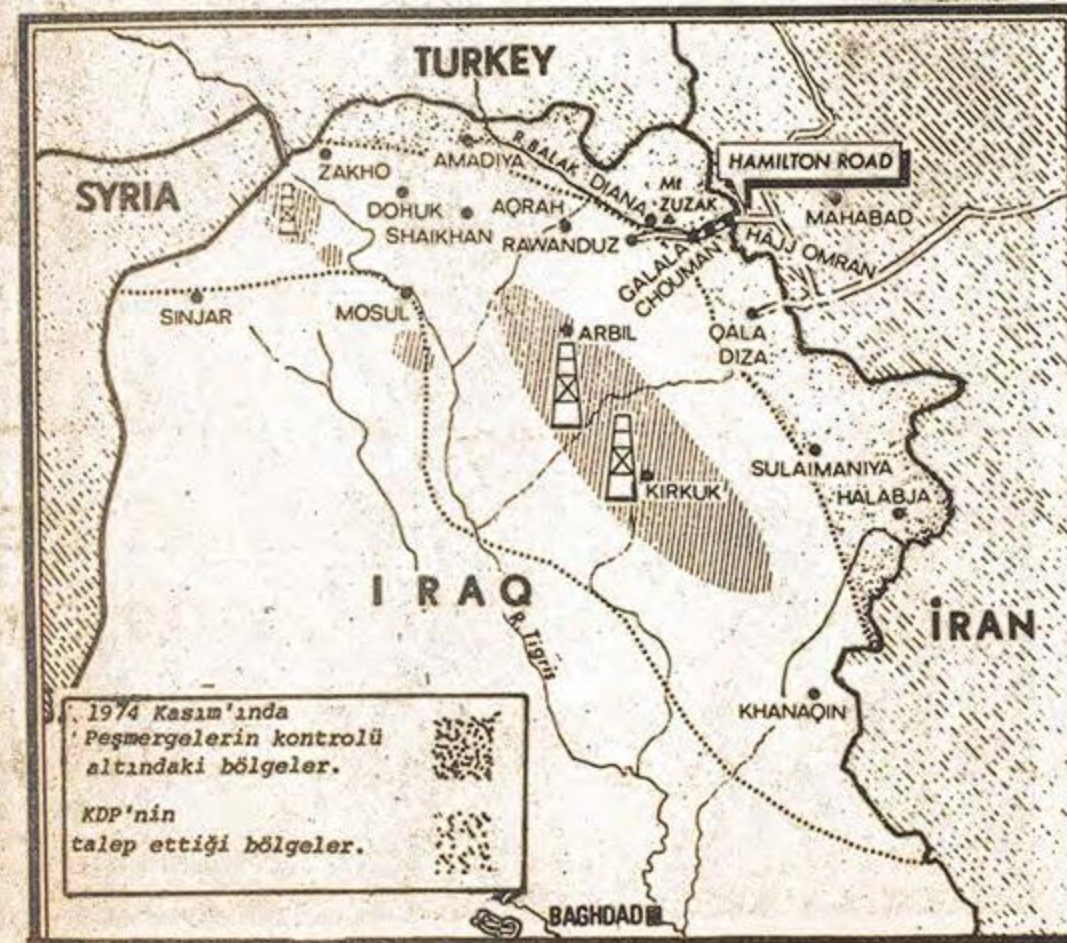 TURKEY
SYRIA
ZAKHO
AMADIYA
R. BALAK
DIANA
Mt
ZUZAK
HAMILTON ROAD
MAHABAD
DOHUK
AQRAH
SHAIKHAN
RAWANDUZ
GALALA
CHOUMAN
HAJJ OMRAN
SINJAR
MOSUL
ARBIL
QALA
DIZA
KIRKUK
SULAIMANIYA
HALABJA
IRAQ
R. Tigris
İRAN
KHANAQIN
1974 Kasım'ında
Peşmergelerin kontrolü
altındaki bölgeler.
KDP'nin
talep ettiği bölgeler.
BAGHDAD